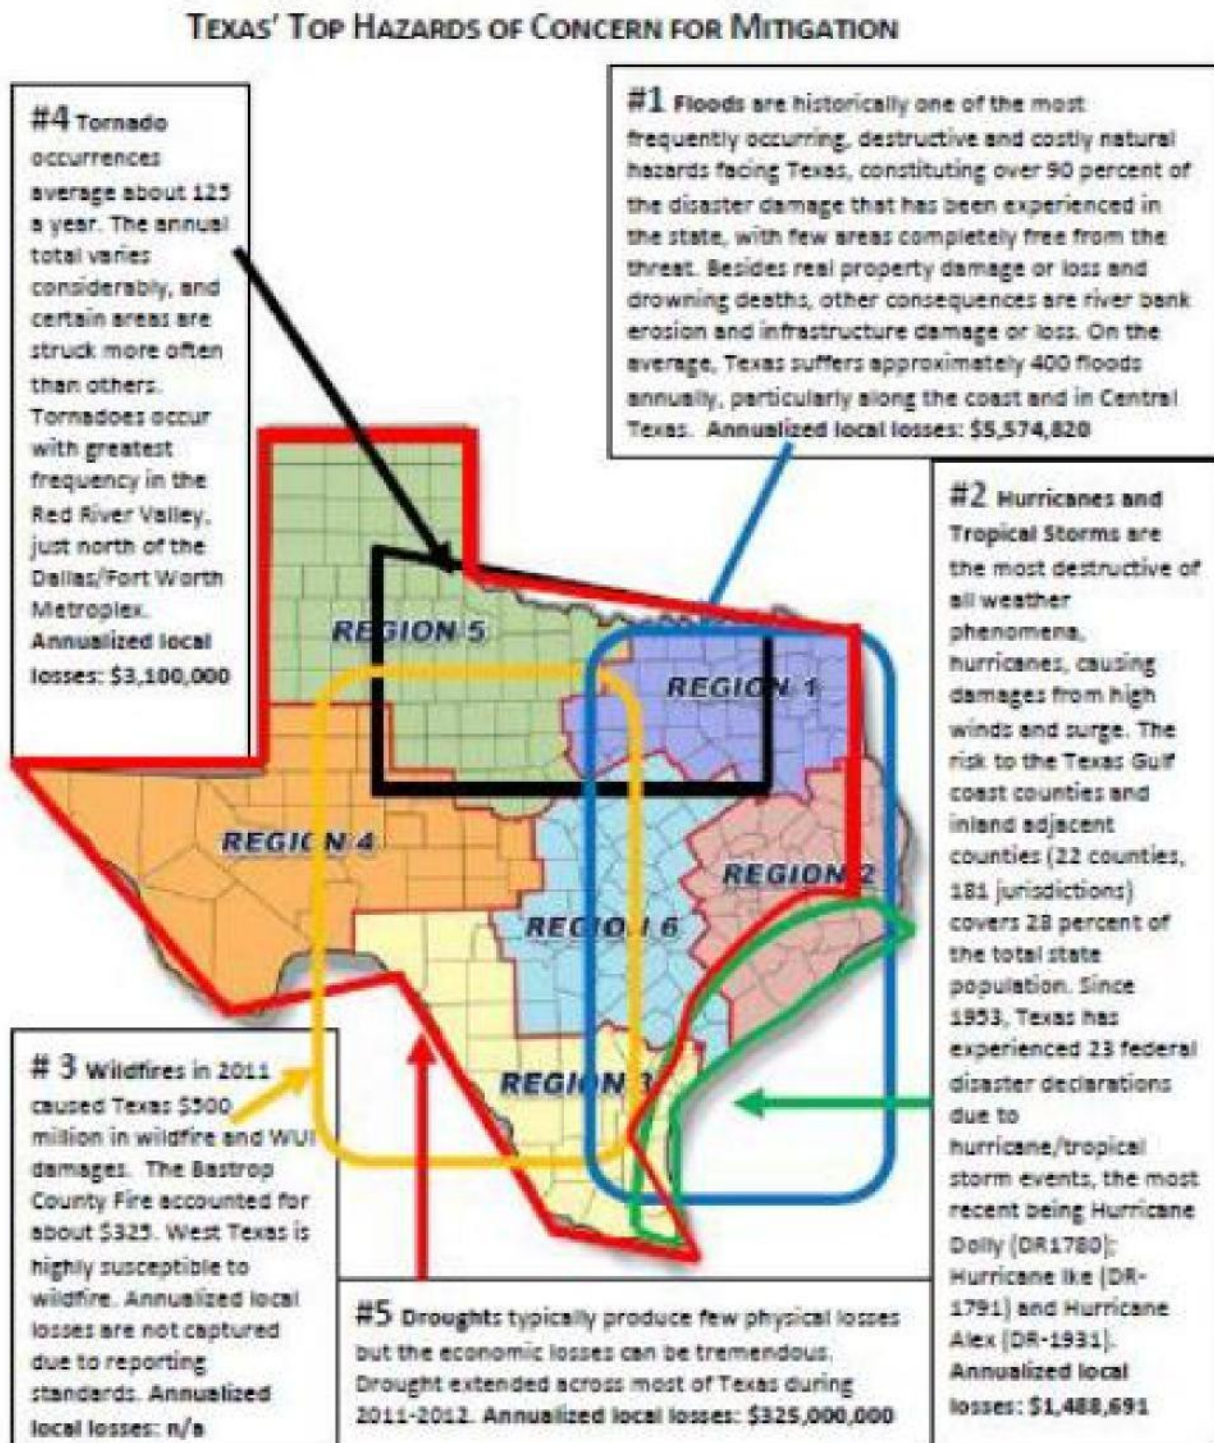 TEXAS' TOP HAZARDS OF CONCERN FOR MITIGATION
#4 Tornado
occurrences
average about 125
a year. The annual
total varies
considerably, and
certain areas are
struck more often
than others.
Tornadoes occur
with greatest
frequency in the
Red River Valley,
just north of the
Dallas/Fort Worth
Metroplex.
Annualized local
losses: $3,100,000
#1 Floods are historically one of the most
frequently occurring, destructive and costly natural
hazards facing Texas, constituting over 90 percent of
the disaster damage that has been experienced in
the state, with few areas completely free from the
threat. Besides real property damage or loss and
drowning deaths, other consequences are river bank
erosion and infrastructure damage or loss. On the
average, Texas suffers approximately 400 floods
annually, particularly along the coast and in Central
Texas. Annualized local losses: $5,574,820
#2 Hurricanes and
Tropical Storms are
the most destructive of
all weather
phenomena,
hurricanes, causing
damages from high
winds and surge. The
risk to the Texas Gulf
coast counties and
inland adjacent
counties (22 counties,
181 jurisdictions)
covers 28 percent of
the total state
population. Since
1953, Texas has
experienced 23 federal
disaster declarations
due to
hurricane/tropical
storm events, the most
recent being Hurricane
Dolly (DR1780);
Hurricane Ike (DR-
1791) and Hurricane
Alex (DR-1931).
Annualized local
losses: $1,488,691
REGION 5
REGION 1
REGION 4
REGION 2
REGION 6
REGION 3
# 3 Wildfires in 2011
caused Texas $500
million in wildfire and WUI
damages. The Bastrop
County Fire accounted for
about $325. West Texas is
highly susceptible to
wildfire. Annualized local
losses are not captured
due to reporting
standards. Annualized
local losses: n/a
#5 Droughts typically produce few physical losses
but the economic losses can be tremendous.
Drought extended across most of Texas during
2011-2012. Annualized local losses: $325,000,000